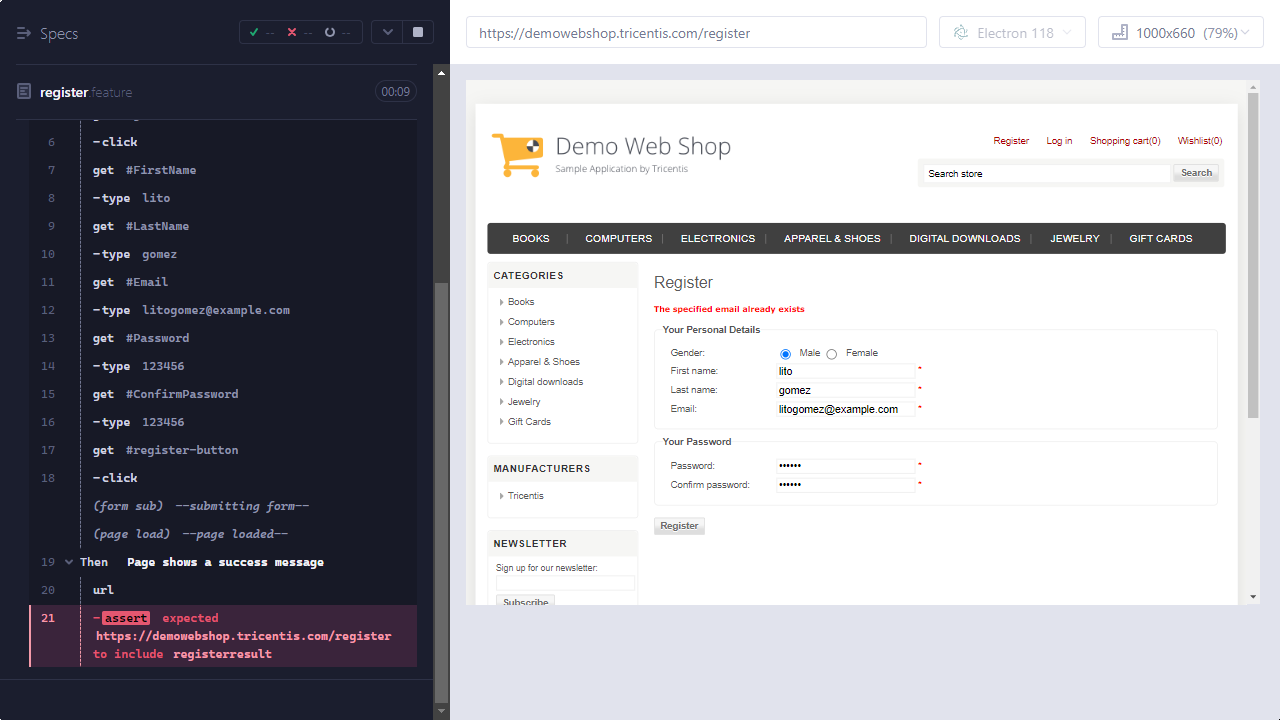 Specs
-- -- --
register.feature 00:09
6 -click
7 get #FirstName
8 -type lito
9 get #LastName
10 -type gomez
11 get #Email
12 -type litogomez@example.com
13 get #Password
14 -type 123456
15 get #ConfirmPassword
16 -type 123456
17 get #register-button
18 -click
(form sub) --submitting form--
(page load) --page loaded--
19 Then Page shows a success message
20 url
21 -assert expected
https://demowebshop.tricentis.com/register
to include registerresult
https://demowebshop.tricentis.com/register
Electron 118
1000x660 (79%)
Demo Web Shop
Sample Application by Tricentis
Register Log in Shopping cart(0) Wishlist(0)
Search store Search
BOOKS | COMPUTERS | ELECTRONICS | APPAREL & SHOES | DIGITAL DOWNLOADS | JEWELRY | GIFT CARDS
CATEGORIES
Books
Computers
Electronics
Apparel & Shoes
Digital downloads
Jewelry
Gift Cards
MANUFACTURERS
Tricentis
NEWSLETTER
Sign up for our newsletter:
Subscribe
Register
The specified email already exists
Your Personal Details
Gender: Male Female
First name: lito *
Last name: gomez *
Email: litogomez@example.com *
Your Password
Password: •••••• *
Confirm password: •••••• *
Register